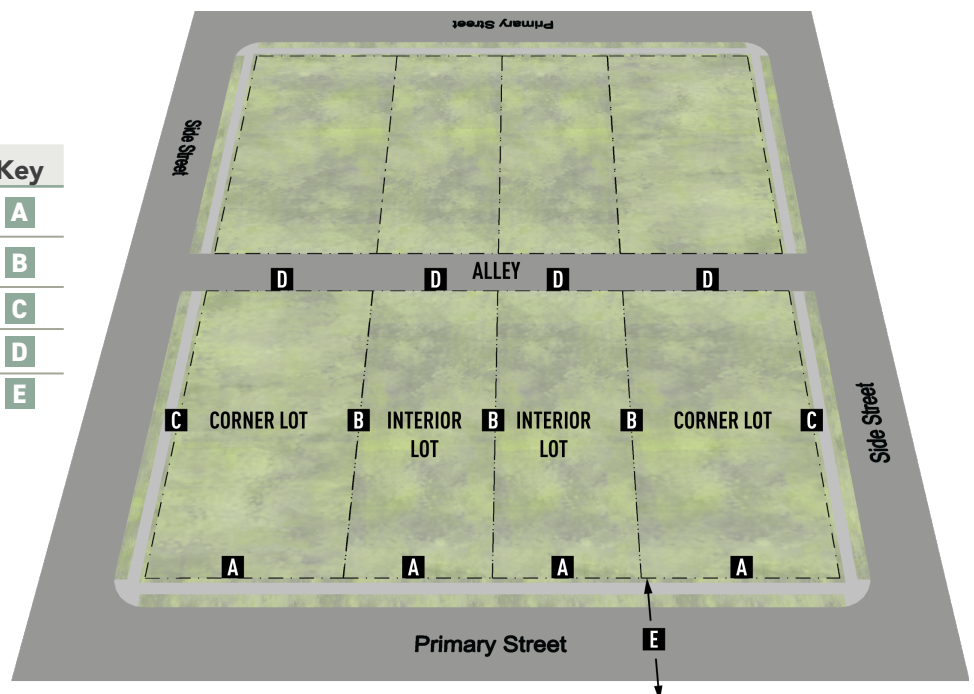 Primary Street
Side Street
Key
A
B
C
D
E
D
D
ALLEY
D
D
C
CORNER LOT
B
INTERIOR
LOT
B
INTERIOR
LOT
B
CORNER LOT
C
Side Street
A
A
A
A
Primary Street
E